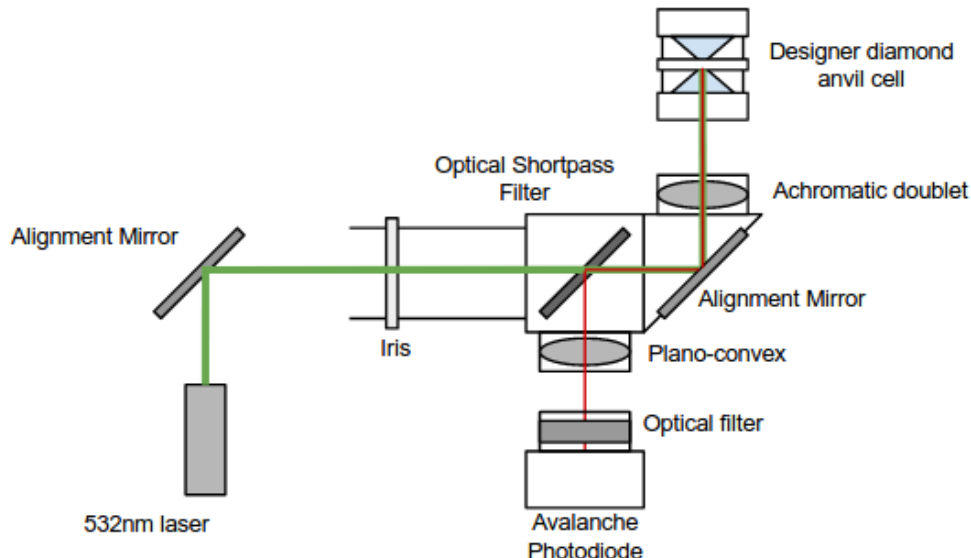 Designer diamond
anvil cell
Optical Shortpass
Filter
Achromatic doublet
Alignment Mirror
Alignment Mirror
Iris
Plano-convex
Optical filter
532nm laser
Avalanche
Photodiode